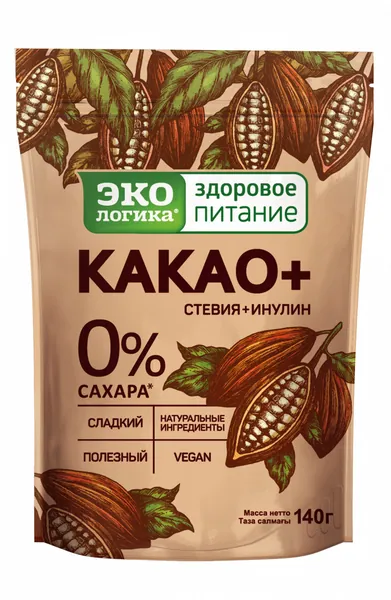 ЭКО
ЛОГИКА®
здоровое
питание
КАКАО+
СТЕВИЯ+ИНУЛИН
0%
САХАРА*
СЛАДКИЙ
НАТУРАЛЬНЫЕ
ИНГРЕДИЕНТЫ
ПОЛЕЗНЫЙ
VEGAN
Масса нетто
Таза салмағы
140г